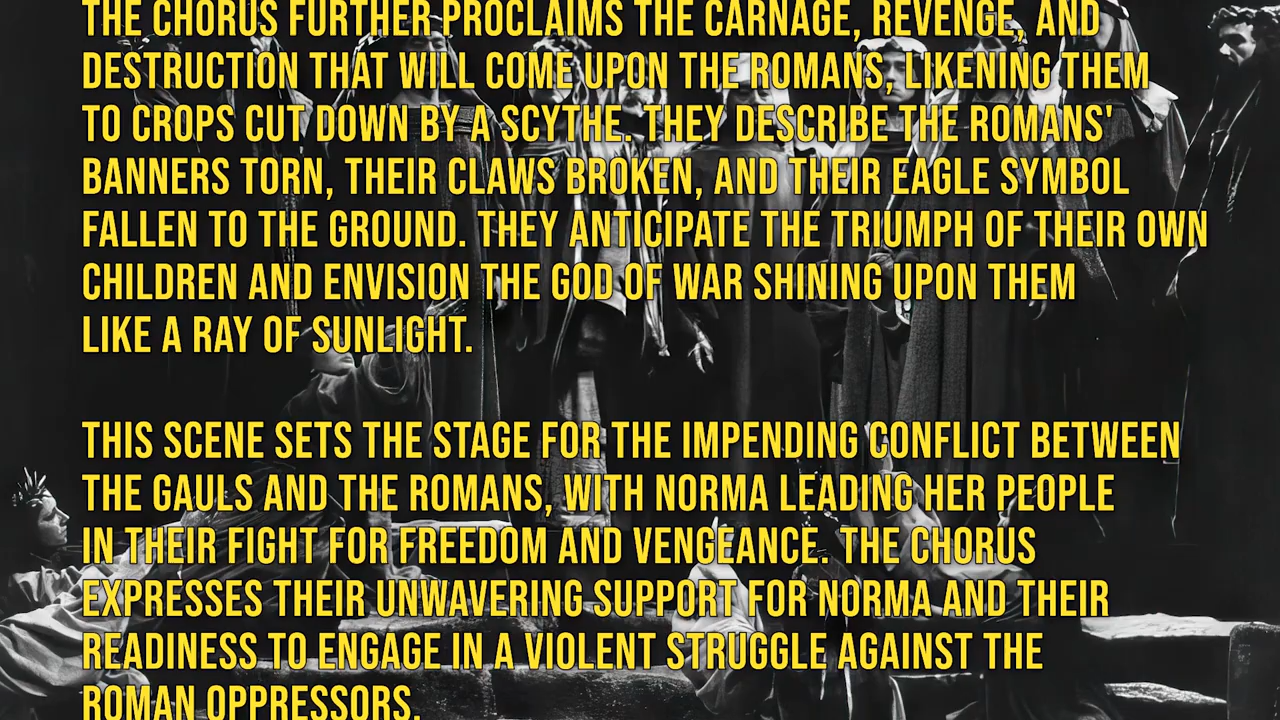 THE CHORUS FURTHER PROCLAIMS THE CARNAGE, REVENGE, AND
DESTRUCTION THAT WILL COME UPON THE ROMANS, LIKENING THEM
TO CROPS CUT DOWN BY A SCYTHE. THEY DESCRIBE THE ROMANS'
BANNERS TORN, THEIR CLAWS BROKEN, AND THEIR EAGLE SYMBOL
FALLEN TO THE GROUND. THEY ANTICIPATE THE TRIUMPH OF THEIR OWN
CHILDREN AND ENVISION THE GOD OF WAR SHINING UPON THEM
LIKE A RAY OF SUNLIGHT.
THIS SCENE SETS THE STAGE FOR THE IMPENDING CONFLICT BETWEEN
THE GAULS AND THE ROMANS, WITH NORMA LEADING HER PEOPLE
IN THEIR FIGHT FOR FREEDOM AND VENGEANCE. THE CHORUS
EXPRESSES THEIR UNWAVERING SUPPORT FOR NORMA AND THEIR
READINESS TO ENGAGE IN A VIOLENT STRUGGLE AGAINST THE
ROMAN OPPRESSORS.